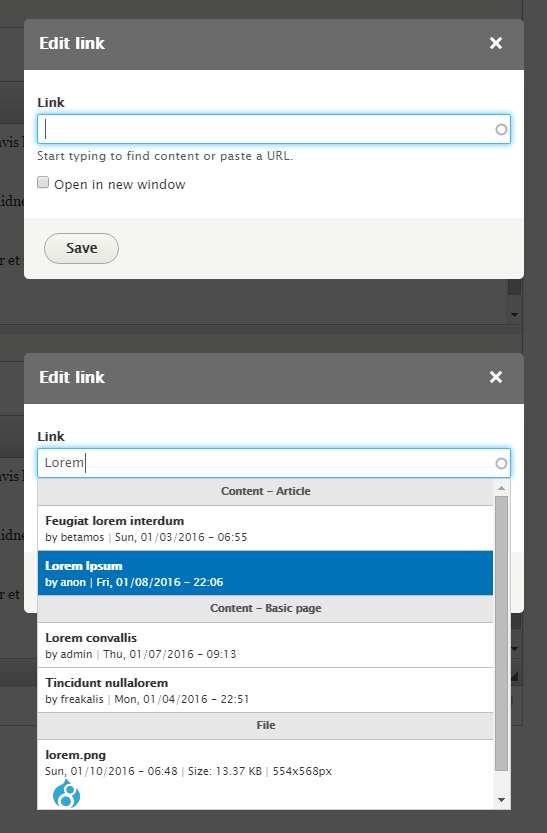 Edit link
Link
Start typing to find content or paste a URL.
Open in new window
Save
Edit link
Link
Lorem
Content – Article
Feugiat lorem interdum
by betamos | Sun, 01/03/2016 – 06:55
Lorem Ipsum
by anon | Fri, 01/08/2016 – 22:06
Content – Basic page
Lorem convallis
by admin | Thu, 01/07/2016 – 09:13
Tincidunt nullalorem
by freakalis | Mon, 01/04/2016 – 22:51
File
lorem.png
Sun, 01/10/2016 – 06:48 | Size: 13.37 KB | 554x568px